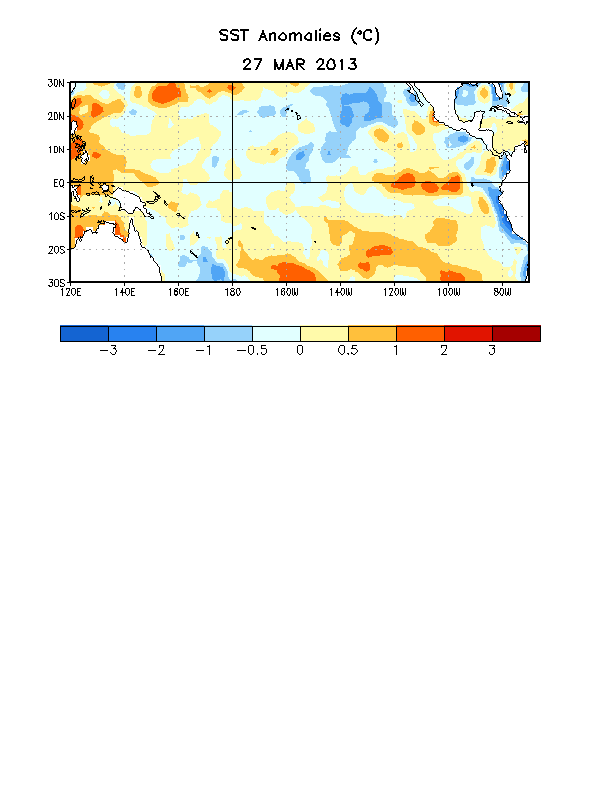 SST Anomalies (°C)
27 MAR 2013
30N
20N
10N
EQ
10S
20S
30S
120E 140E 160E 180 160W 140W 120W 100W 80W
−3 −2 −1 −0.5 0 0.5 1 2 3